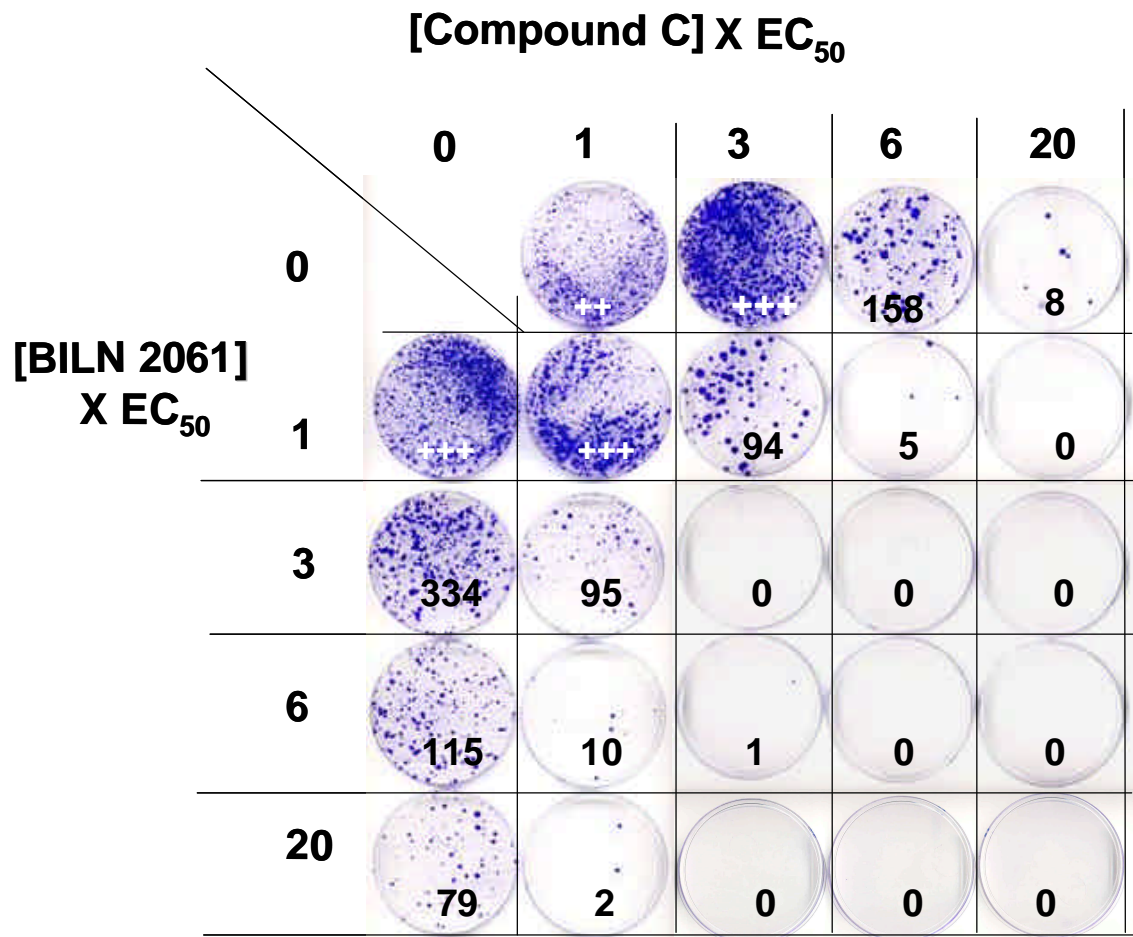 [Compound C] X EC50
0 1 3 6 20
0 ++ +++ 158 8
[BILN 2061]
X EC50
1 +++ +++ 94 5 0
3 334 95 0 0 0
6 115 10 1 0 0
20 79 2 0 0 0